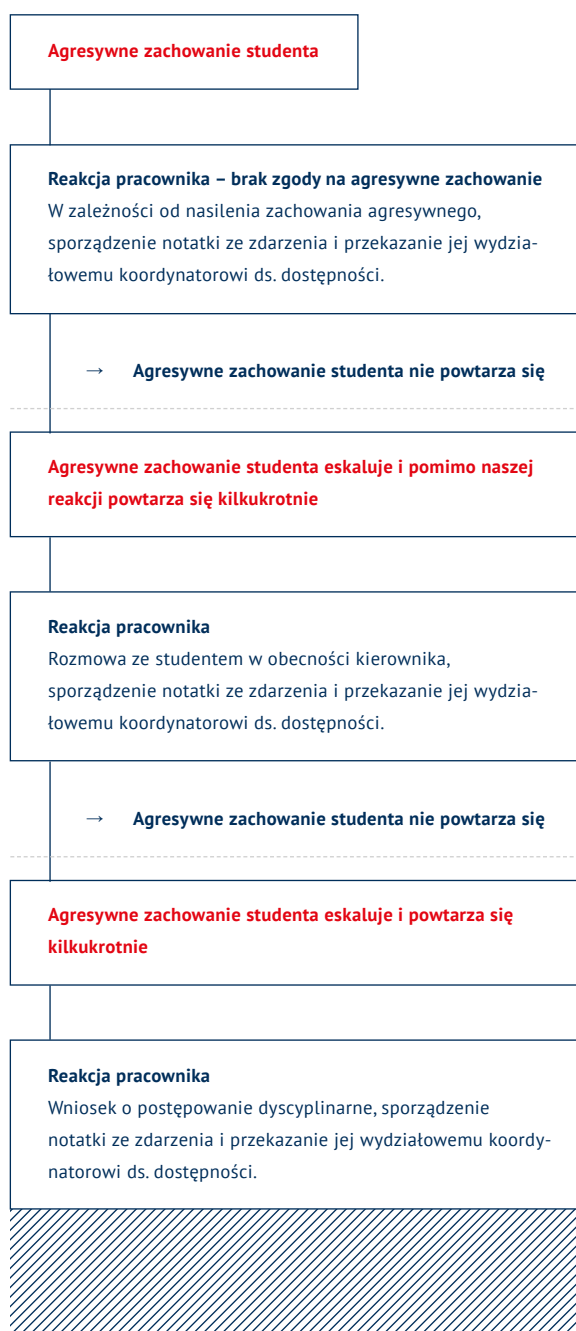 Agresywne zachowanie studenta
Reakcja pracownika – brak zgody na agresywne zachowanie
W zależności od nasilenia zachowania agresywnego,
sporządzenie notatki ze zdarzenia i przekazanie jej wydzia-
łowemu koordynatorowi ds. dostępności.
→ Agresywne zachowanie studenta nie powtarza się
Agresywne zachowanie studenta eskaluje i pomimo naszej
reakcji powtarza się kilkukrotnie
Reakcja pracownika
Rozmowa ze studentem w obecności kierownika,
sporządzenie notatki ze zdarzenia i przekazanie jej wydzia-
łowemu koordynatorowi ds. dostępności.
→ Agresywne zachowanie studenta nie powtarza się
Agresywne zachowanie studenta eskaluje i powtarza się
kilkukrotnie
Reakcja pracownika
Wniosek o postępowanie dyscyplinarne, sporządzenie
notatki ze zdarzenia i przekazanie jej wydziałowemu koordy-
natorowi ds. dostępności.